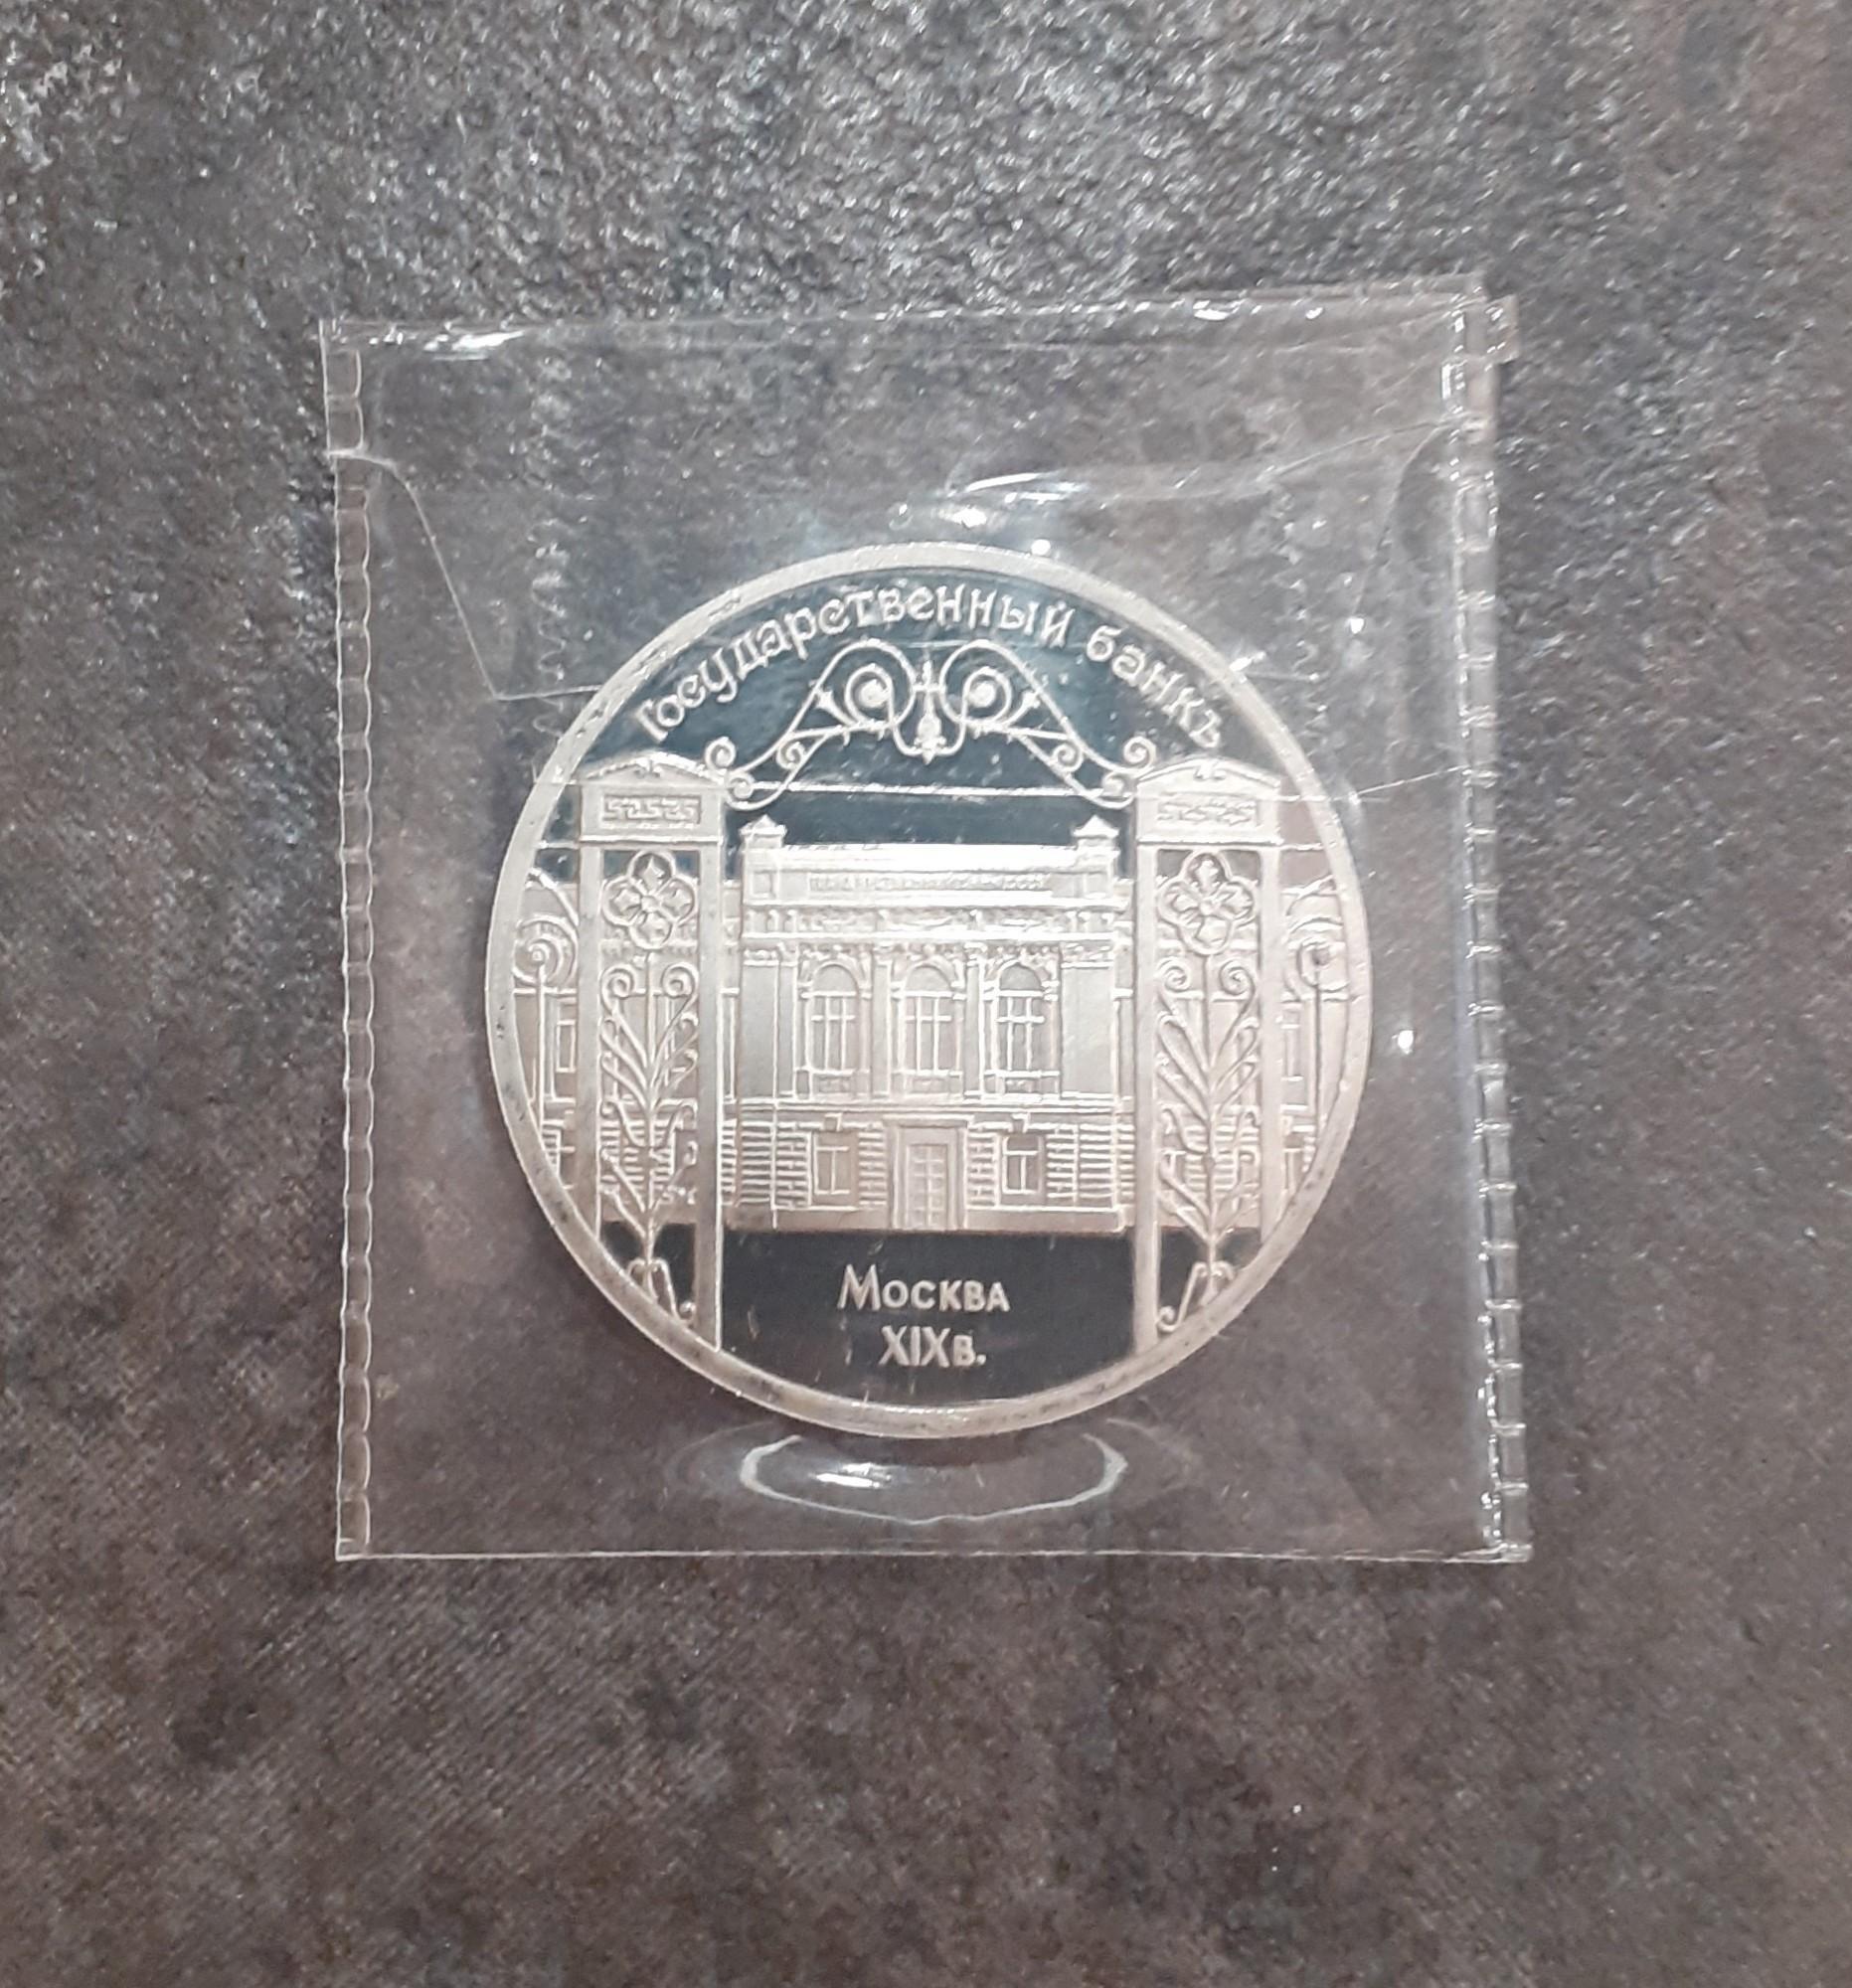 Государственный банкъ
Москва
XIXв.